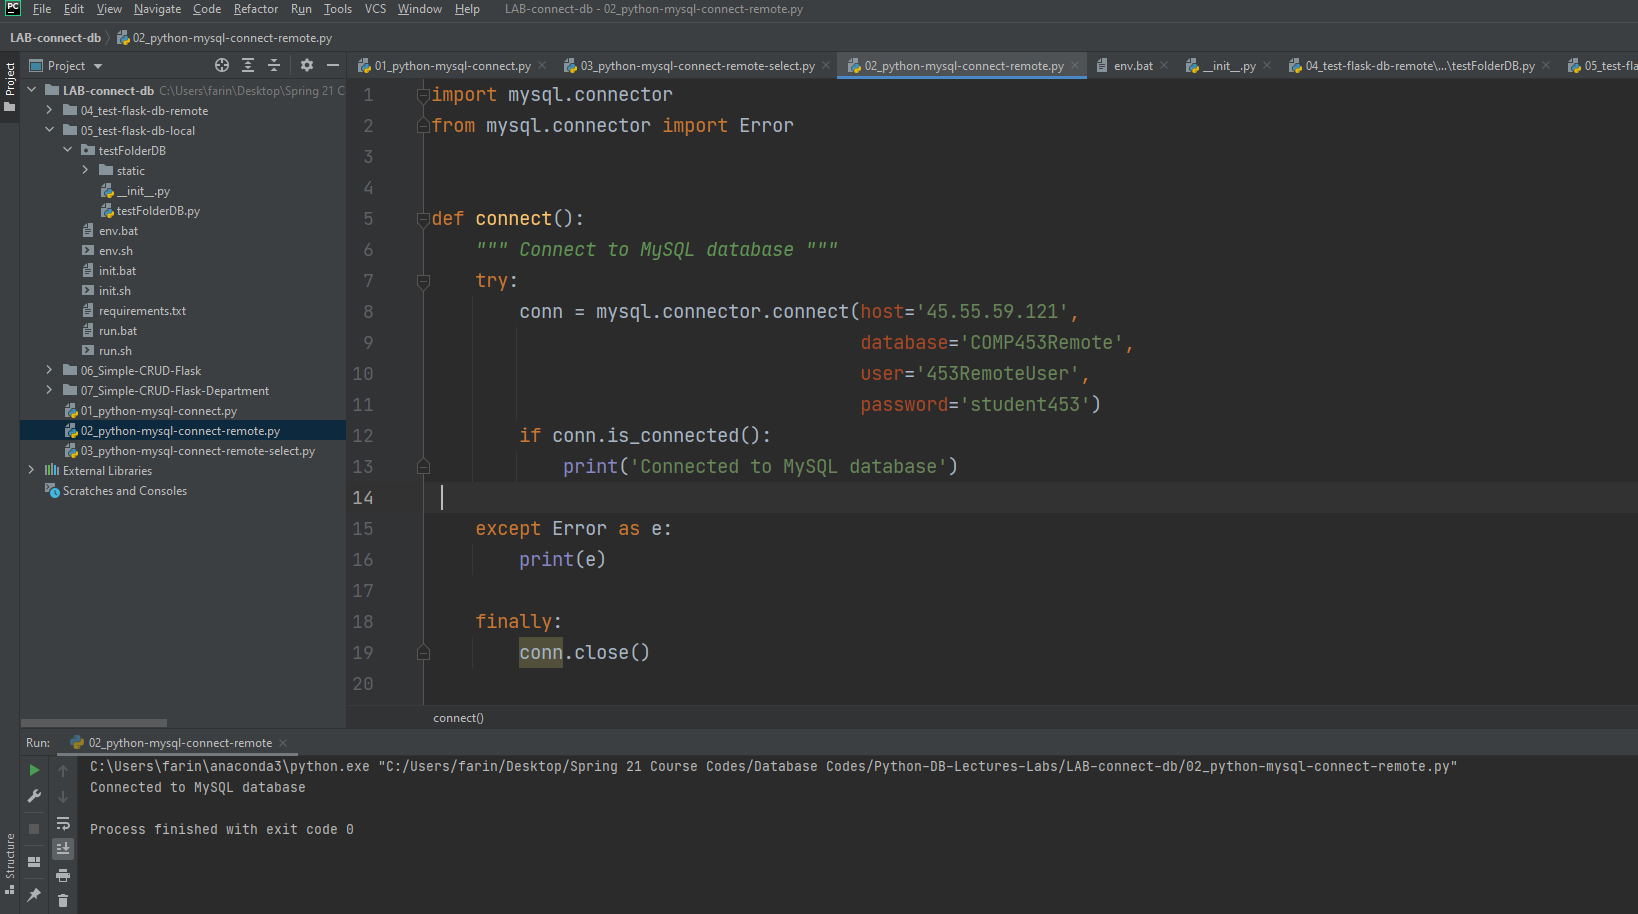 PC File Edit View Navigate Code Refactor Run Tools VCS Window Help LAB-connect-db - 02_python-mysql-connect-remote.py
LAB-connect-db 02_python-mysql-connect-remote.py
Project
Project
01_python-mysql-connect.py 03_python-mysql-connect-remote-select.py 02_python-mysql-connect-remote.py env.bat __init__.py 04_test-flask-db-remote\...\testFolderDB.py 05_test-fla
LAB-connect-db C:\Users\farin\Desktop\Spring 21 C
04_test-flask-db-remote
05_test-flask-db-local
testFolderDB
static
__init__.py
testFolderDB.py
env.bat
env.sh
init.bat
init.sh
requirements.txt
run.bat
run.sh
06_Simple-CRUD-Flask
07_Simple-CRUD-Flask-Department
01_python-mysql-connect.py
02_python-mysql-connect-remote.py
03_python-mysql-connect-remote-select.py
External Libraries
Scratches and Consoles
1 import mysql.connector
2 from mysql.connector import Error
3
4
5 def connect():
6 """ Connect to MySQL database """
7 try:
8 conn = mysql.connector.connect(host='45.55.59.121',
9 database='COMP453Remote',
10 user='453RemoteUser',
11 password='student453')
12 if conn.is_connected():
13 print('Connected to MySQL database')
14
15 except Error as e:
16 print(e)
17
18 finally:
19 conn.close()
20
connect()
Run: 02_python-mysql-connect-remote
C:\Users\farin\anaconda3\python.exe "C:/Users/farin/Desktop/Spring 21 Course Codes/Database Codes/Python-DB-Lectures-Labs/LAB-connect-db/02_python-mysql-connect-remote.py"
Connected to MySQL database
Process finished with exit code 0
Structure